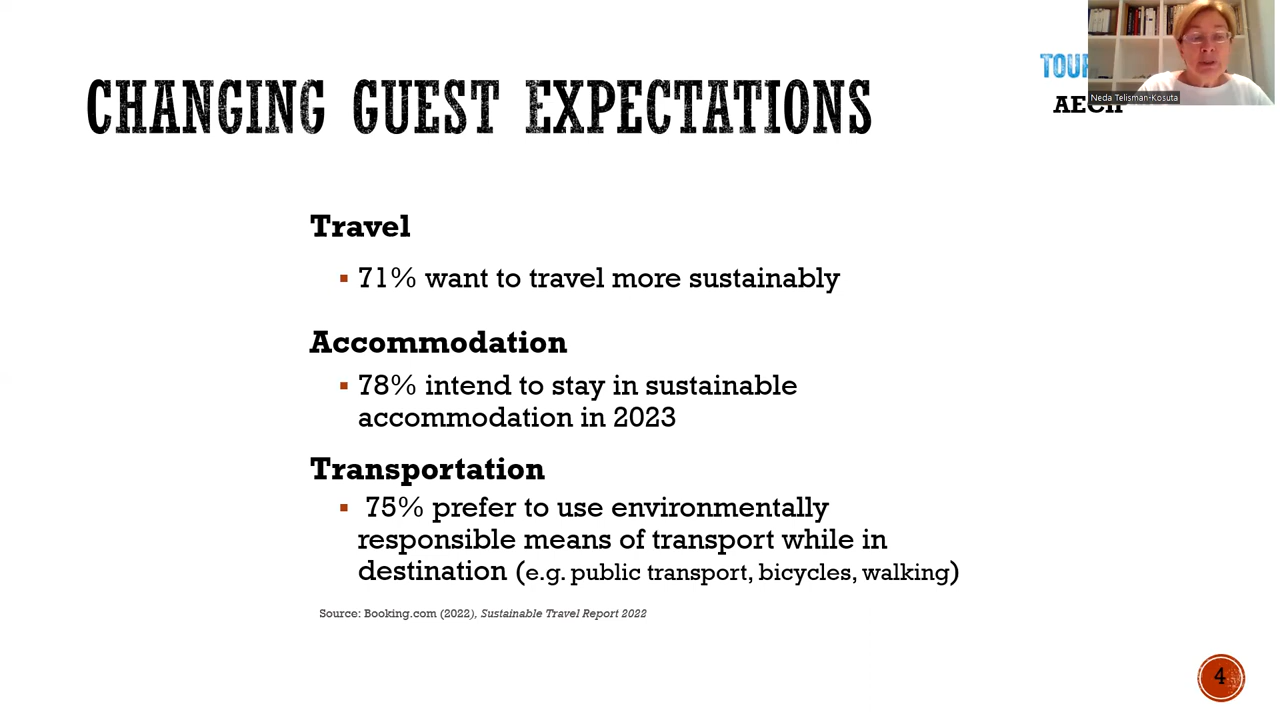 CHANGING GUEST EXPECTATIONS
Neda Telisman-Kosuta
Travel
▪ 71% want to travel more sustainably
Accommodation
▪ 78% intend to stay in sustainable
accommodation in 2023
Transportation
▪ 75% prefer to use environmentally
responsible means of transport while in
destination (e.g. public transport, bicycles, walking)
Source: Booking.com (2022), Sustainable Travel Report 2022
4